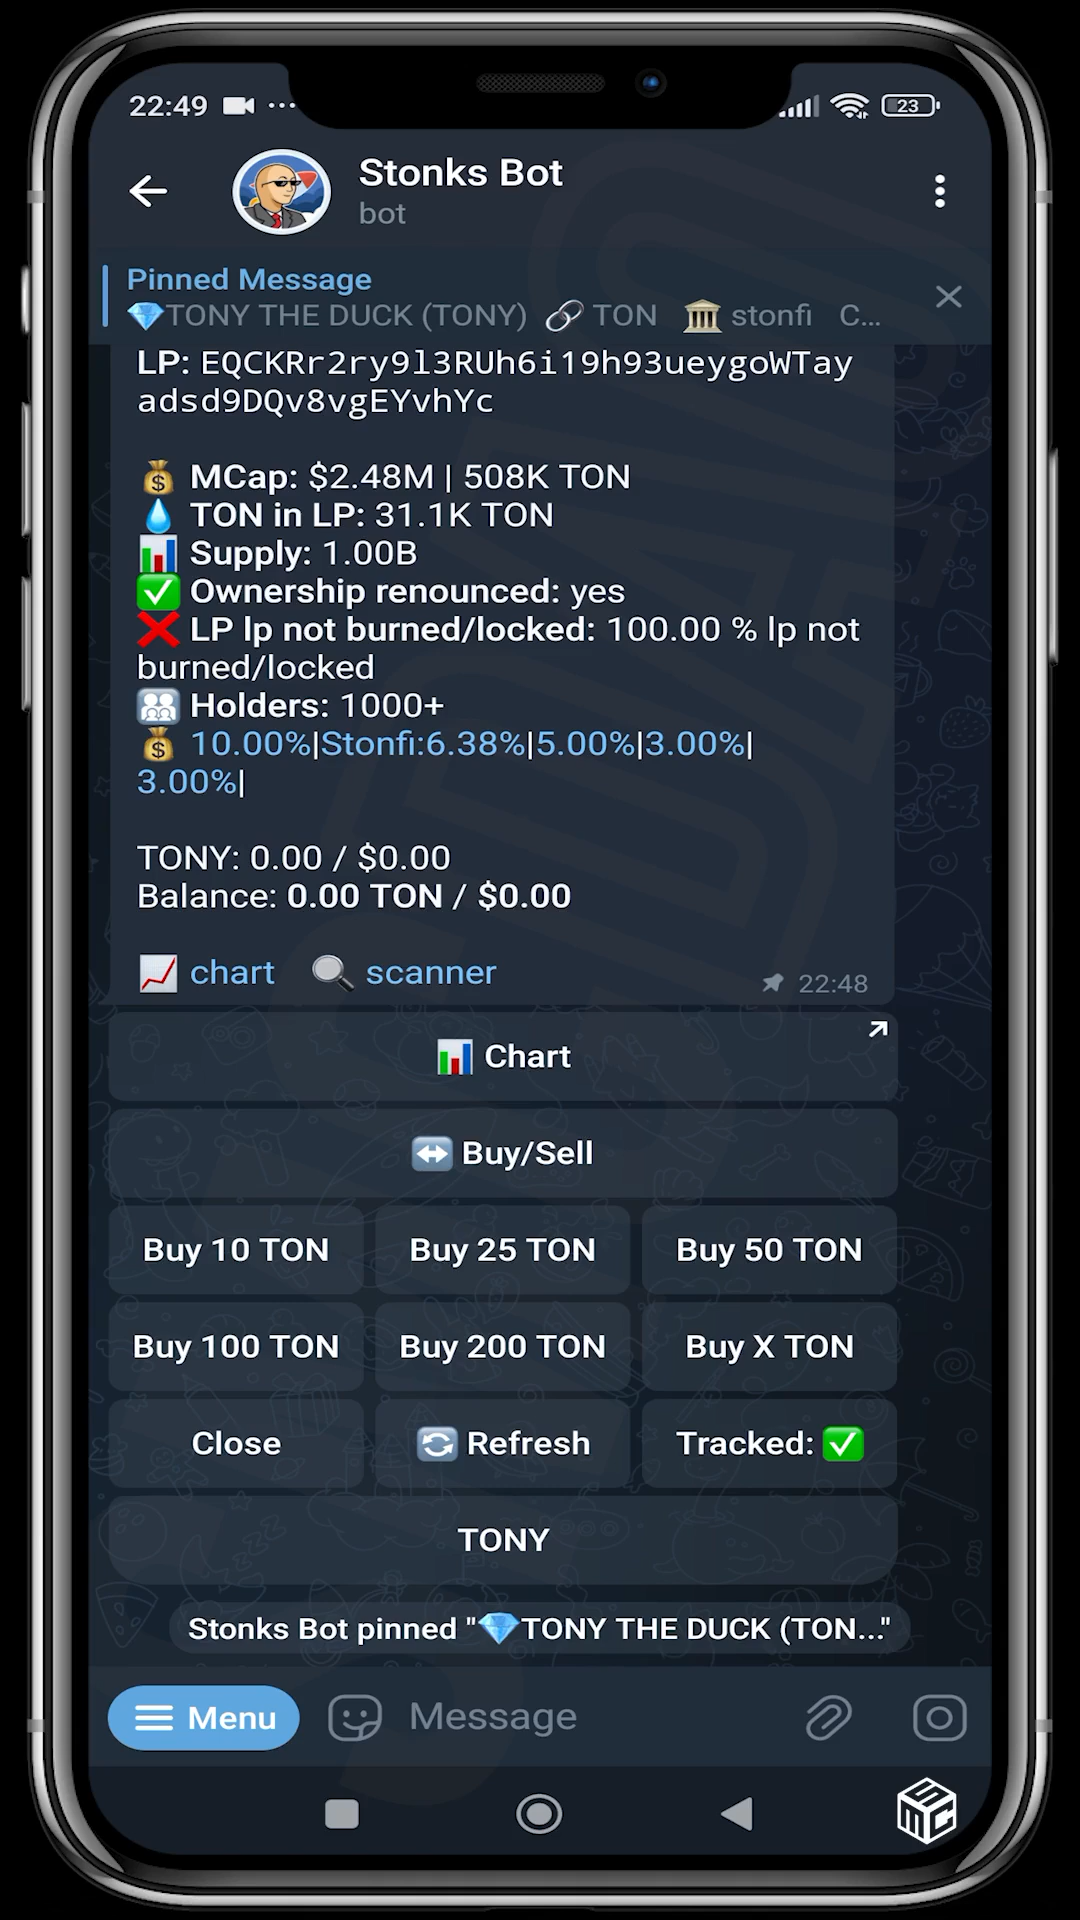 22:49
23
Stonks Bot
bot
Pinned Message
💎TONY THE DUCK (TONY) 🔗 TON 🏛 stonfi C...
LP: EQCKRr2ry9l3RUh6i19h93ueygoWTay
adsd9DQv8vgEYvhYc
💰 MCap: $2.48M | 508K TON
💧 TON in LP: 31.1K TON
📊 Supply: 1.00B
✅ Ownership renounced: yes
❌ LP lp not burned/locked: 100.00 % lp not
burned/locked
👥 Holders: 1000+
💰 10.00%|Stonfi:6.38%|5.00%|3.00%|
3.00%|
TONY: 0.00 / $0.00
Balance: 0.00 TON / $0.00
📈 chart 🔍 scanner
22:48
📊 Chart
↔️ Buy/Sell
Buy 10 TON
Buy 25 TON
Buy 50 TON
Buy 100 TON
Buy 200 TON
Buy X TON
Close
🔄 Refresh
Tracked: ✅
TONY
Stonks Bot pinned "💎TONY THE DUCK (TON..."
Menu
Message